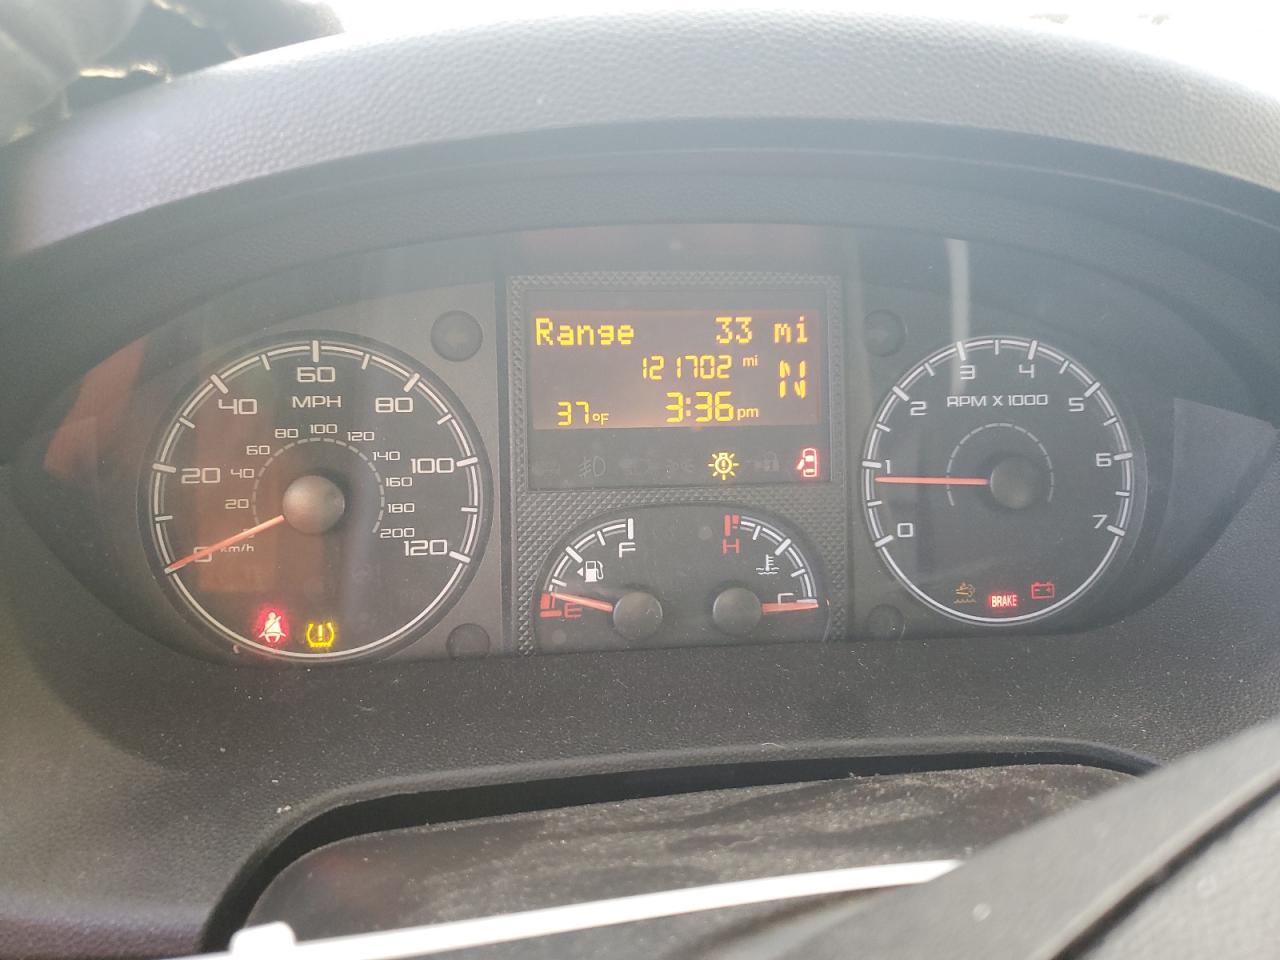 Range 33 mi
121702 mi
N
37°F 3:36 pm
0 20 40 60 80 100 120
MPH
0 20 40 60 80 100 120 140 160 180 200
km/h
E F
H C
0 1 2 3 4 5 6 7
RPM X 1000
BRAKE